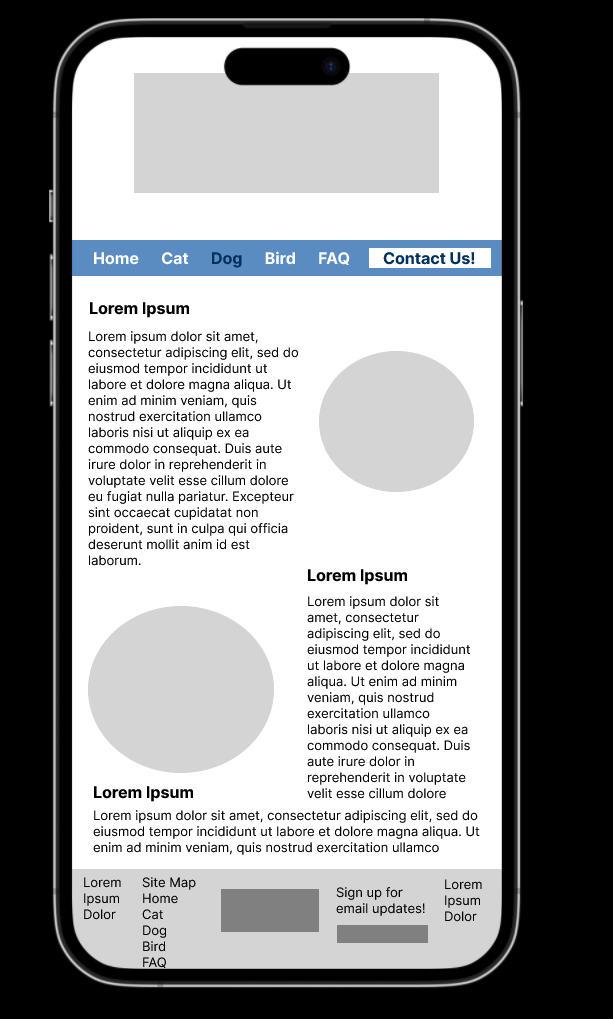 Home Cat Dog Bird FAQ Contact Us!
Lorem Ipsum
Lorem ipsum dolor sit amet,
consectetur adipiscing elit, sed do
eiusmod tempor incididunt ut
labore et dolore magna aliqua. Ut
enim ad minim veniam, quis
nostrud exercitation ullamco
laboris nisi ut aliquip ex ea
commodo consequat. Duis aute
irure dolor in reprehenderit in
voluptate velit esse cillum dolore
eu fugiat nulla pariatur. Excepteur
sint occaecat cupidatat non
proident, sunt in culpa qui officia
deserunt mollit anim id est
laborum.
Lorem Ipsum
Lorem ipsum dolor sit
amet, consectetur
adipiscing elit, sed do
eiusmod tempor incididunt
ut labore et dolore magna
aliqua. Ut enim ad minim
veniam, quis nostrud
exercitation ullamco
laboris nisi ut aliquip ex ea
commodo consequat. Duis
aute irure dolor in
reprehenderit in voluptate
velit esse cillum dolore
Lorem Ipsum
Lorem ipsum dolor sit amet, consectetur adipiscing elit, sed do
eiusmod tempor incididunt ut labore et dolore magna aliqua. Ut
enim ad minim veniam, quis nostrud exercitation ullamco
Lorem
Ipsum
Dolor
Site Map
Home
Cat
Dog
Bird
FAQ
Sign up for
email updates!
Lorem
Ipsum
Dolor